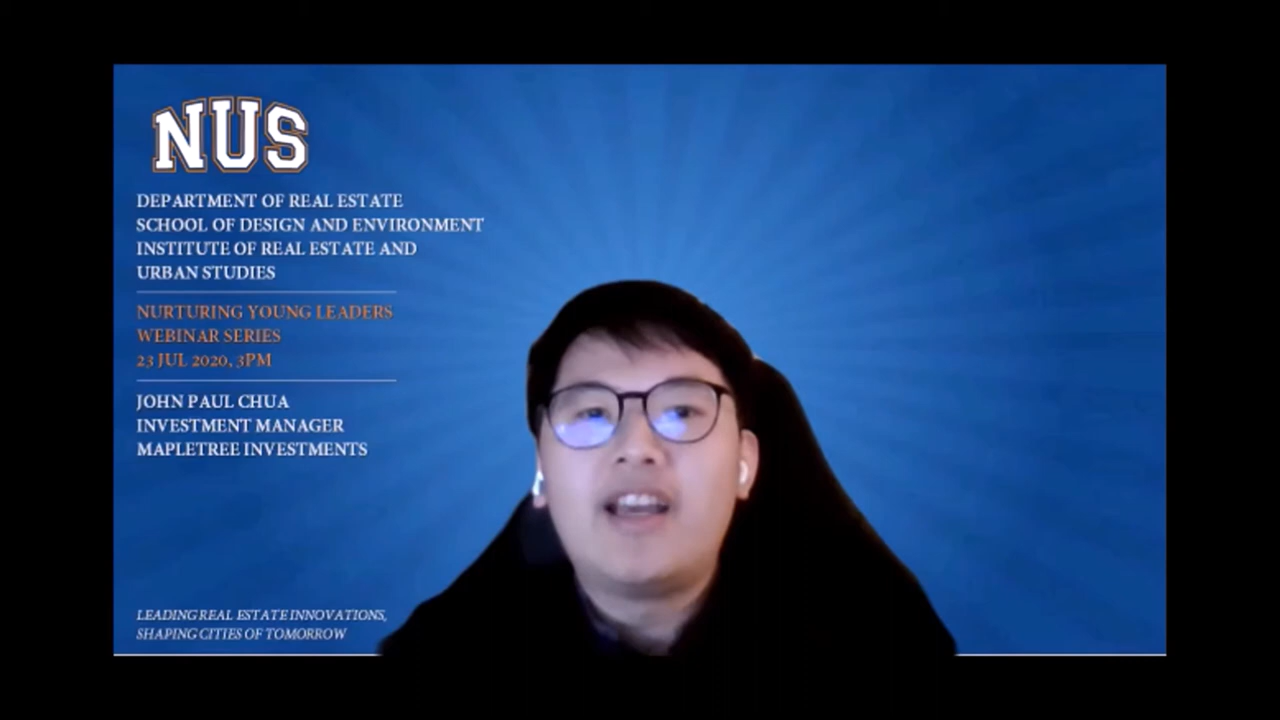 NUS
DEPARTMENT OF REAL ESTATE
SCHOOL OF DESIGN AND ENVIRONMENT
INSTITUTE OF REAL ESTATE AND
URBAN STUDIES
NURTURING YOUNG LEADERS
WEBINAR SERIES
23 JUL 2020, 3PM
JOHN PAUL CHUA
INVESTMENT MANAGER
MAPLETREE INVESTMENTS
LEADING REAL ESTATE INNOVATIONS,
SHAPING CITIES OF TOMORROW